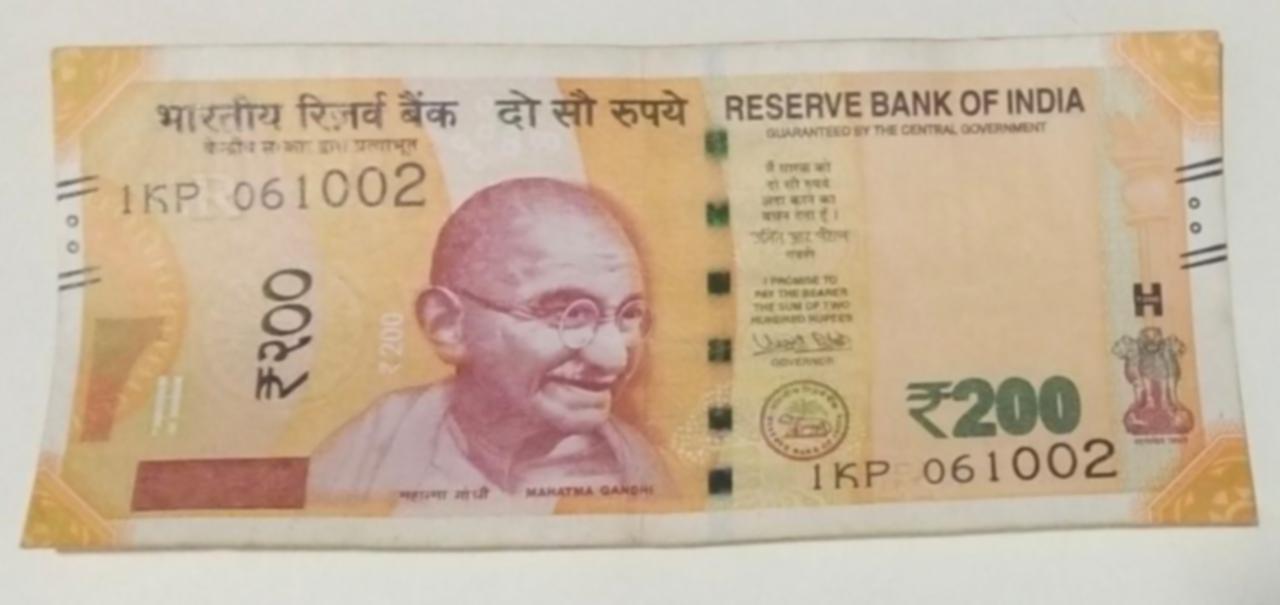 भारतीय रिज़र्व बैंक दो सौ रुपये RESERVE BANK OF INDIA
केन्द्रीय सरकार द्वारा प्रत्याभूत
GUARANTEED BY THE CENTRAL GOVERNMENT
1KP 061002
₹२००
₹200
मैं धारक को
दो सौ रुपये
अदा करने का
वचन देता हूँ ।
I PROMISE TO
PAY THE BEARER
THE SUM OF TWO
HUNDRED RUPEES
GOVERNOR
H
₹200
1KP 061002
महात्मा गांधी MAHATMA GANDHI